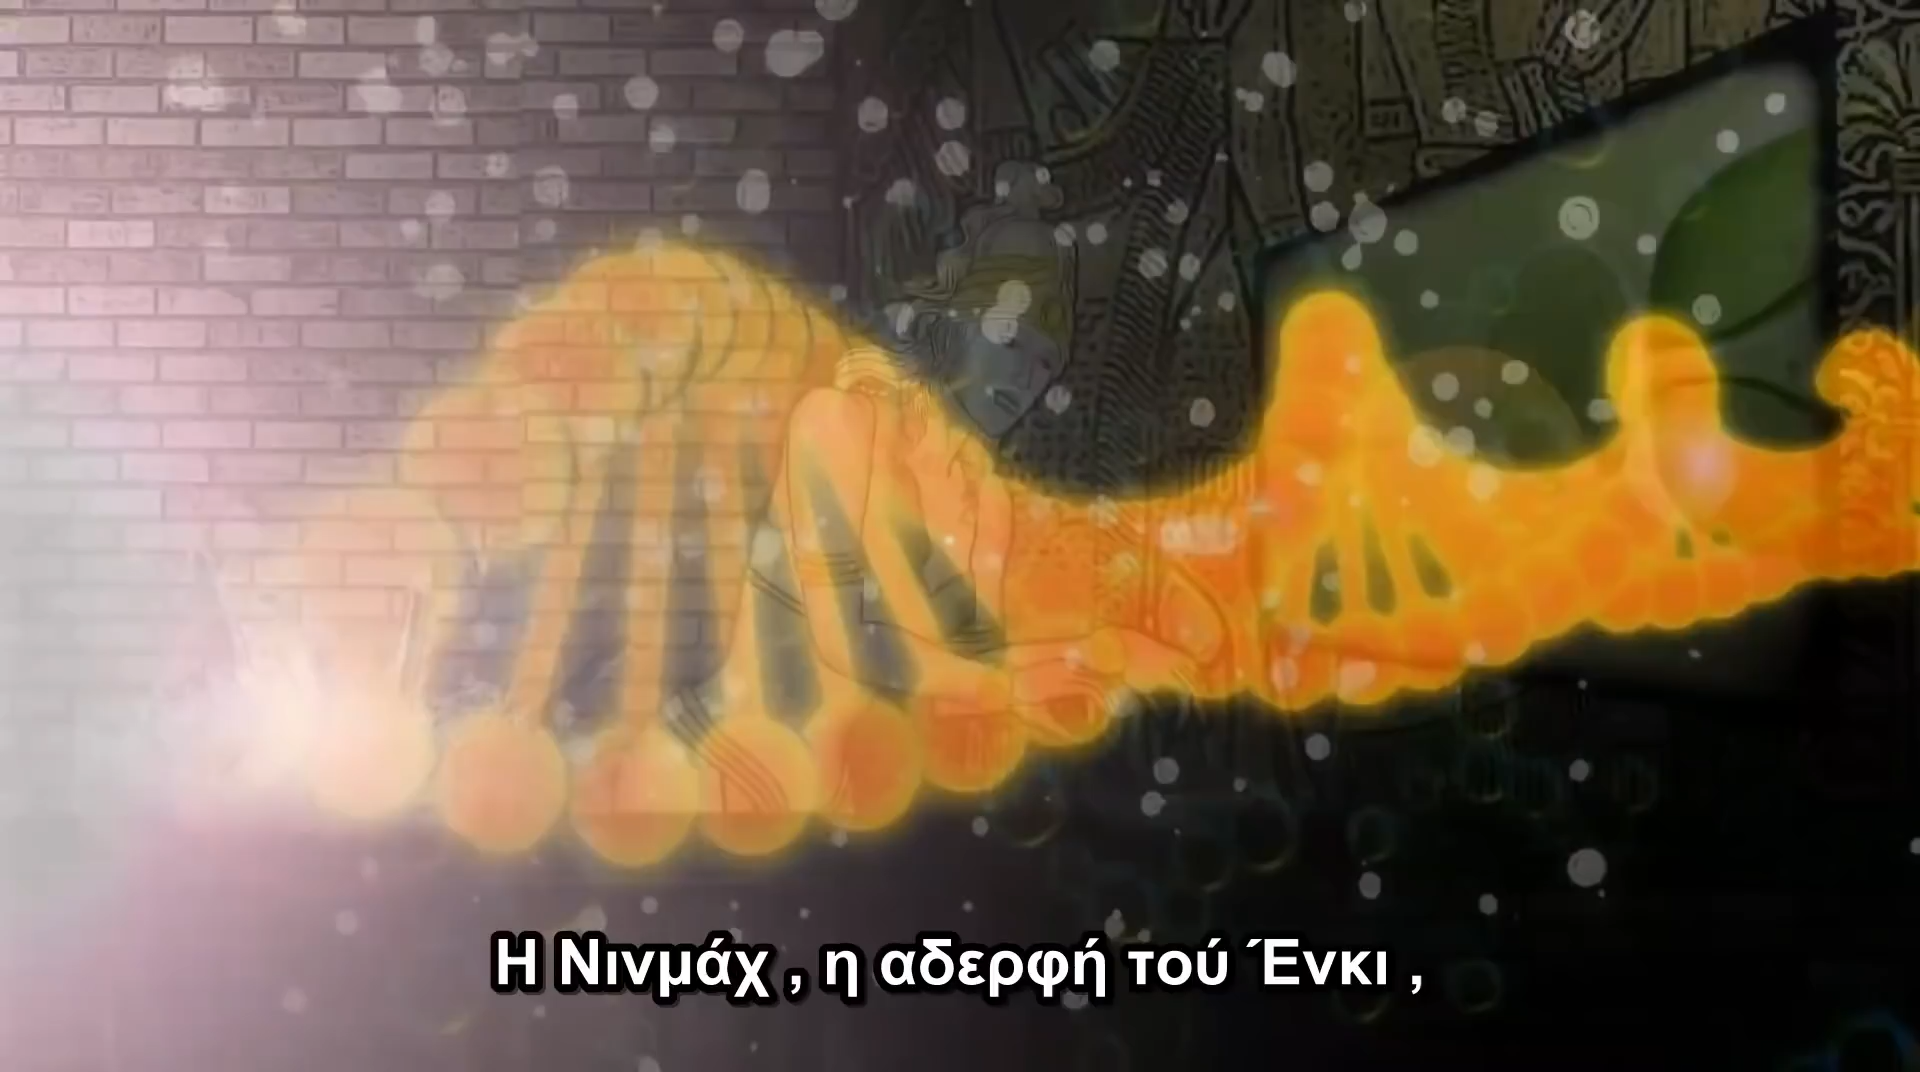 Η Νινμάχ , η αδερφή τού Ένκι ,